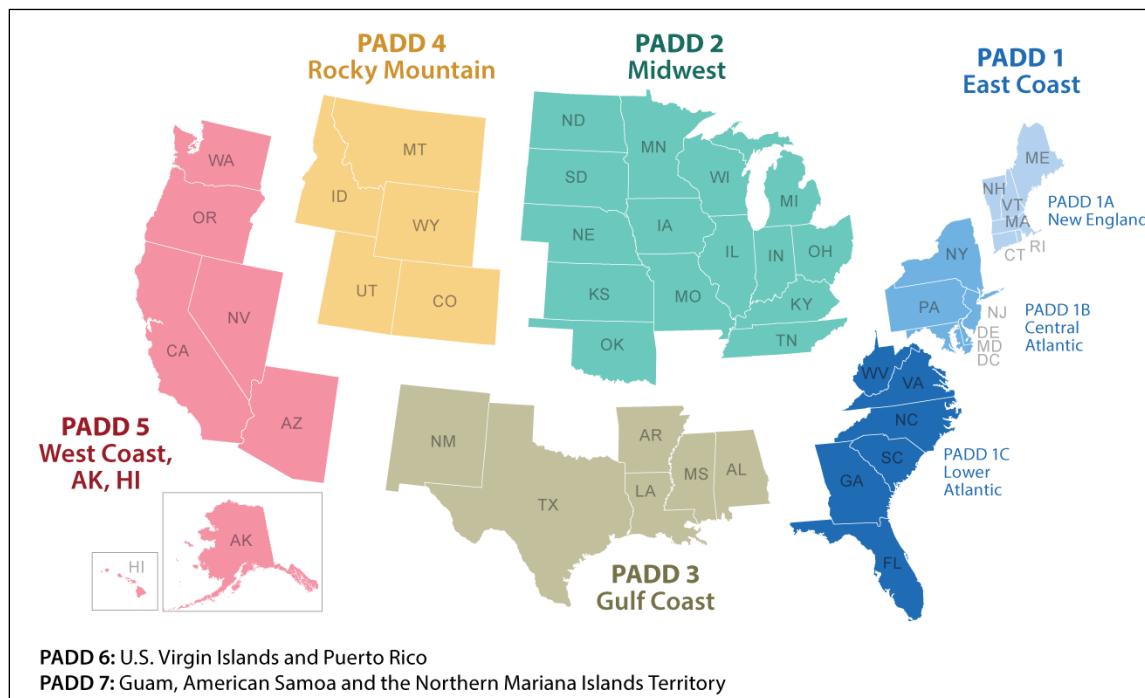 PADD 4
Rocky Mountain
PADD 2
Midwest
PADD 1
East Coast
WA
OR
CA
NV
AZ
PADD 5
West Coast,
AK, HI
HI
AK
MT
ID
WY
UT
CO
ND
MN
SD
WI
MI
NE
IA
IL
IN
OH
KS
MO
KY
OK
TN
NM
TX
AR
LA
MS
AL
PADD 3
Gulf Coast
ME
NH
VT
MA
CT
RI
PADD 1A
New England
NY
PA
NJ
DE
MD
DC
PADD 1B
Central
Atlantic
WV
VA
NC
SC
GA
FL
PADD 1C
Lower
Atlantic
PADD 6: U.S. Virgin Islands and Puerto Rico
PADD 7: Guam, American Samoa and the Northern Mariana Islands Territory